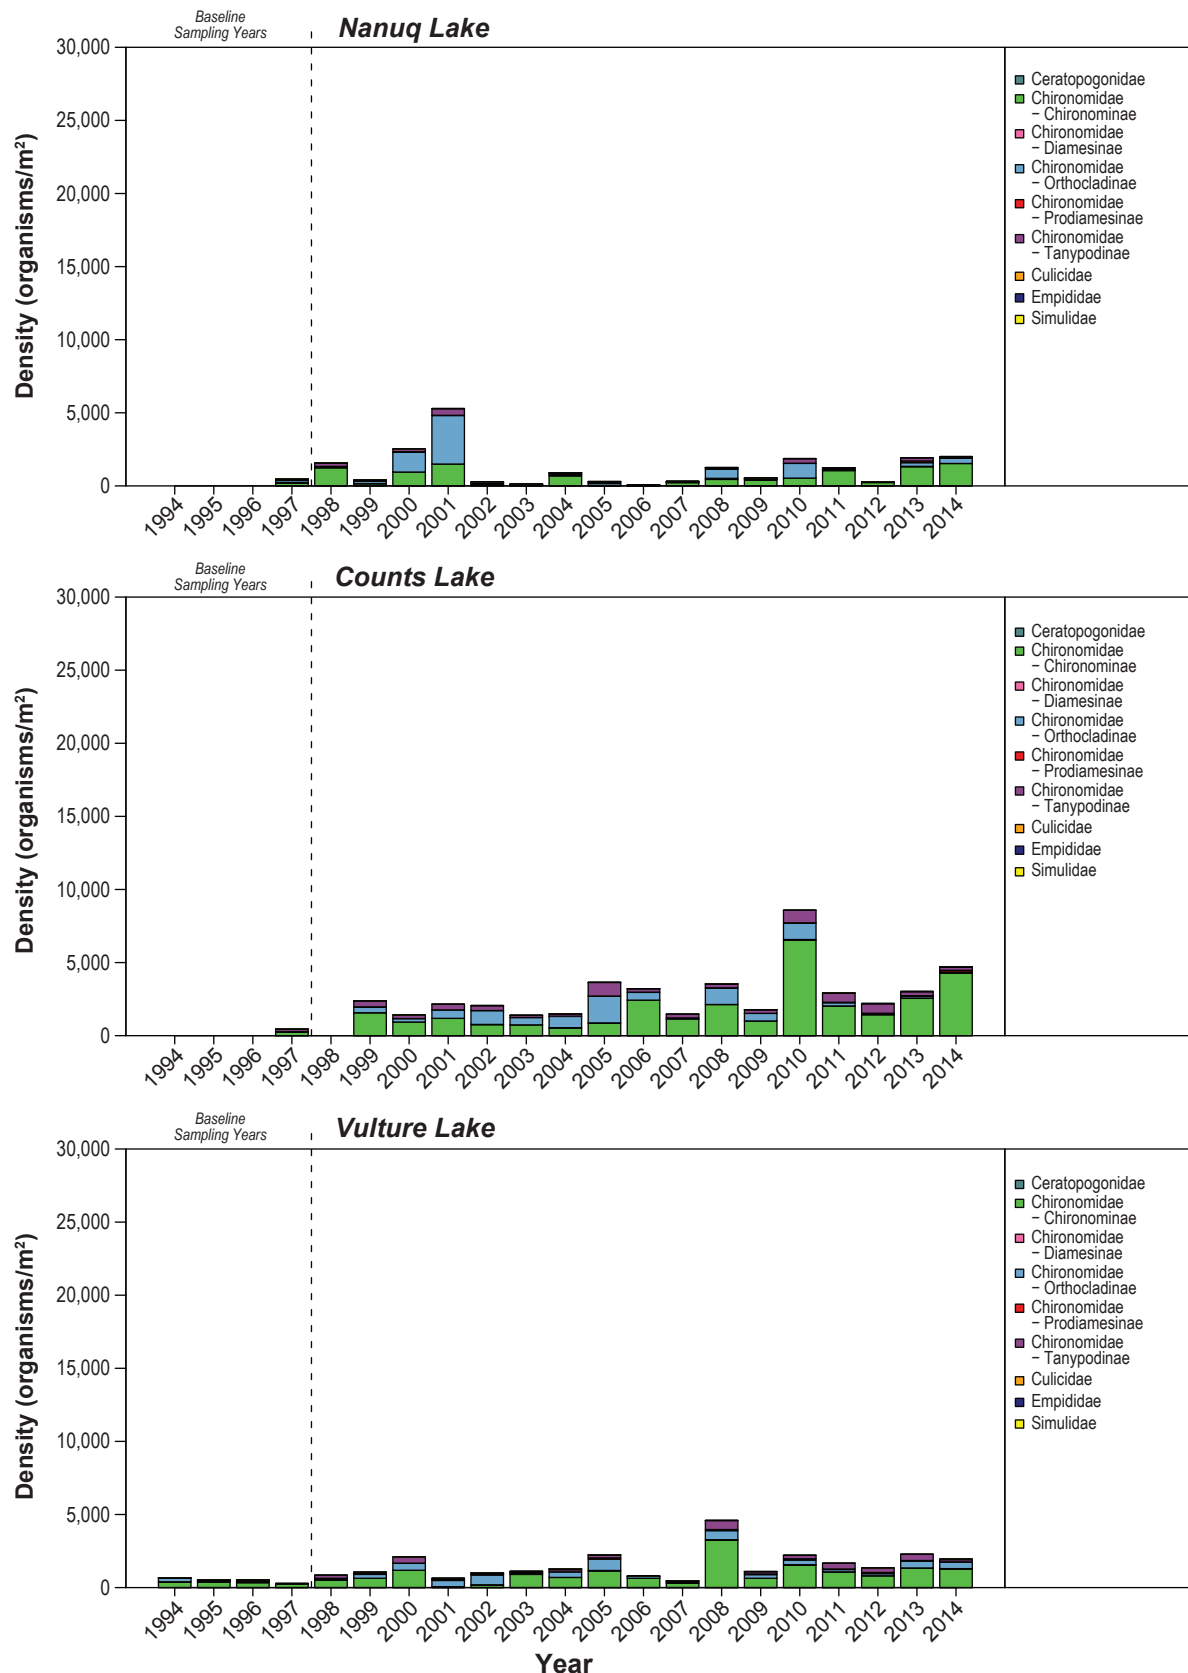 Baseline
Sampling Years
Nanuq Lake
Density (organisms/m²)
30,000
25,000
20,000
15,000
10,000
5,000
0
1994
1995
1996
1997
1998
1999
2000
2001
2002
2003
2004
2005
2006
2007
2008
2009
2010
2011
2012
2013
2014
Ceratopogonidae
Chironomidae
– Chironominae
Chironomidae
– Diamesinae
Chironomidae
– Orthocladinae
Chironomidae
– Prodiamesinae
Chironomidae
– Tanypodinae
Culicidae
Empididae
Simulidae
Baseline
Sampling Years
Counts Lake
Density (organisms/m²)
30,000
25,000
20,000
15,000
10,000
5,000
0
1994
1995
1996
1997
1998
1999
2000
2001
2002
2003
2004
2005
2006
2007
2008
2009
2010
2011
2012
2013
2014
Ceratopogonidae
Chironomidae
– Chironominae
Chironomidae
– Diamesinae
Chironomidae
– Orthocladinae
Chironomidae
– Prodiamesinae
Chironomidae
– Tanypodinae
Culicidae
Empididae
Simulidae
Baseline
Sampling Years
Vulture Lake
Density (organisms/m²)
30,000
25,000
20,000
15,000
10,000
5,000
0
1994
1995
1996
1997
1998
1999
2000
2001
2002
2003
2004
2005
2006
2007
2008
2009
2010
2011
2012
2013
2014
Year
Ceratopogonidae
Chironomidae
– Chironominae
Chironomidae
– Diamesinae
Chironomidae
– Orthocladinae
Chironomidae
– Prodiamesinae
Chironomidae
– Tanypodinae
Culicidae
Empididae
Simulidae